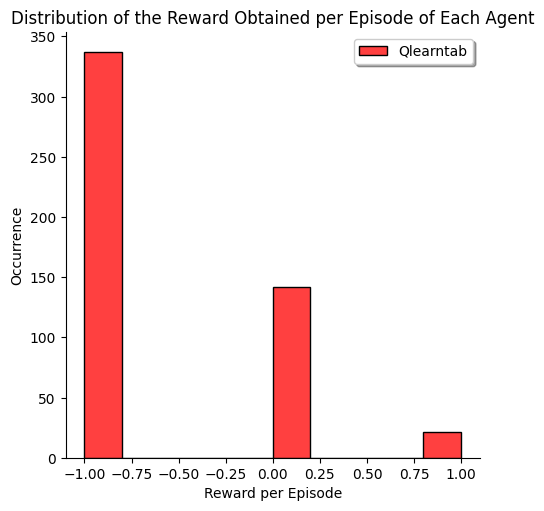 Distribution of the Reward Obtained per Episode of Each Agent
Qlearntab
350
300
250
200
150
100
50
0
Occurrence
−1.00 −0.75 −0.50 −0.25 0.00 0.25 0.50 0.75 1.00
Reward per Episode